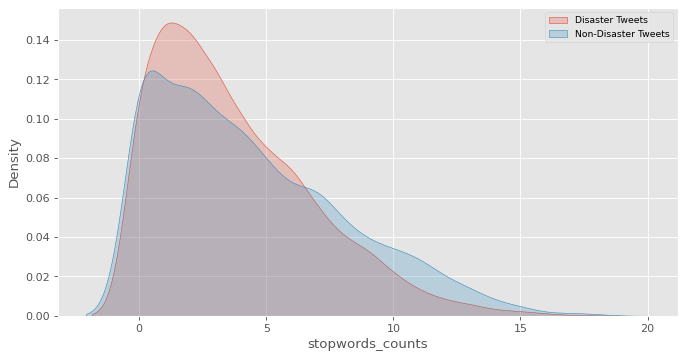 Disaster Tweets
Non-Disaster Tweets
0.14
0.12
0.10
0.08
0.06
0.04
0.02
0.00
Density
0 5 10 15 20
stopwords_counts